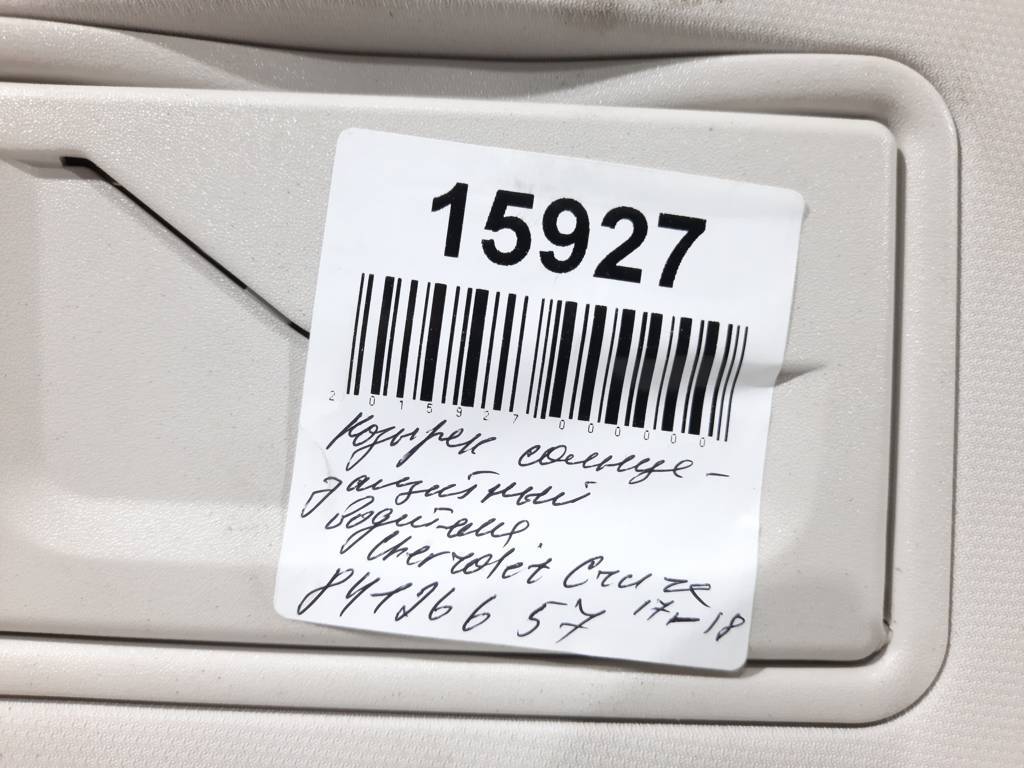 15927
2015927000000
Козырек солнце-
защитный
водителя
Chevrolet Cruze
84126657 17-18